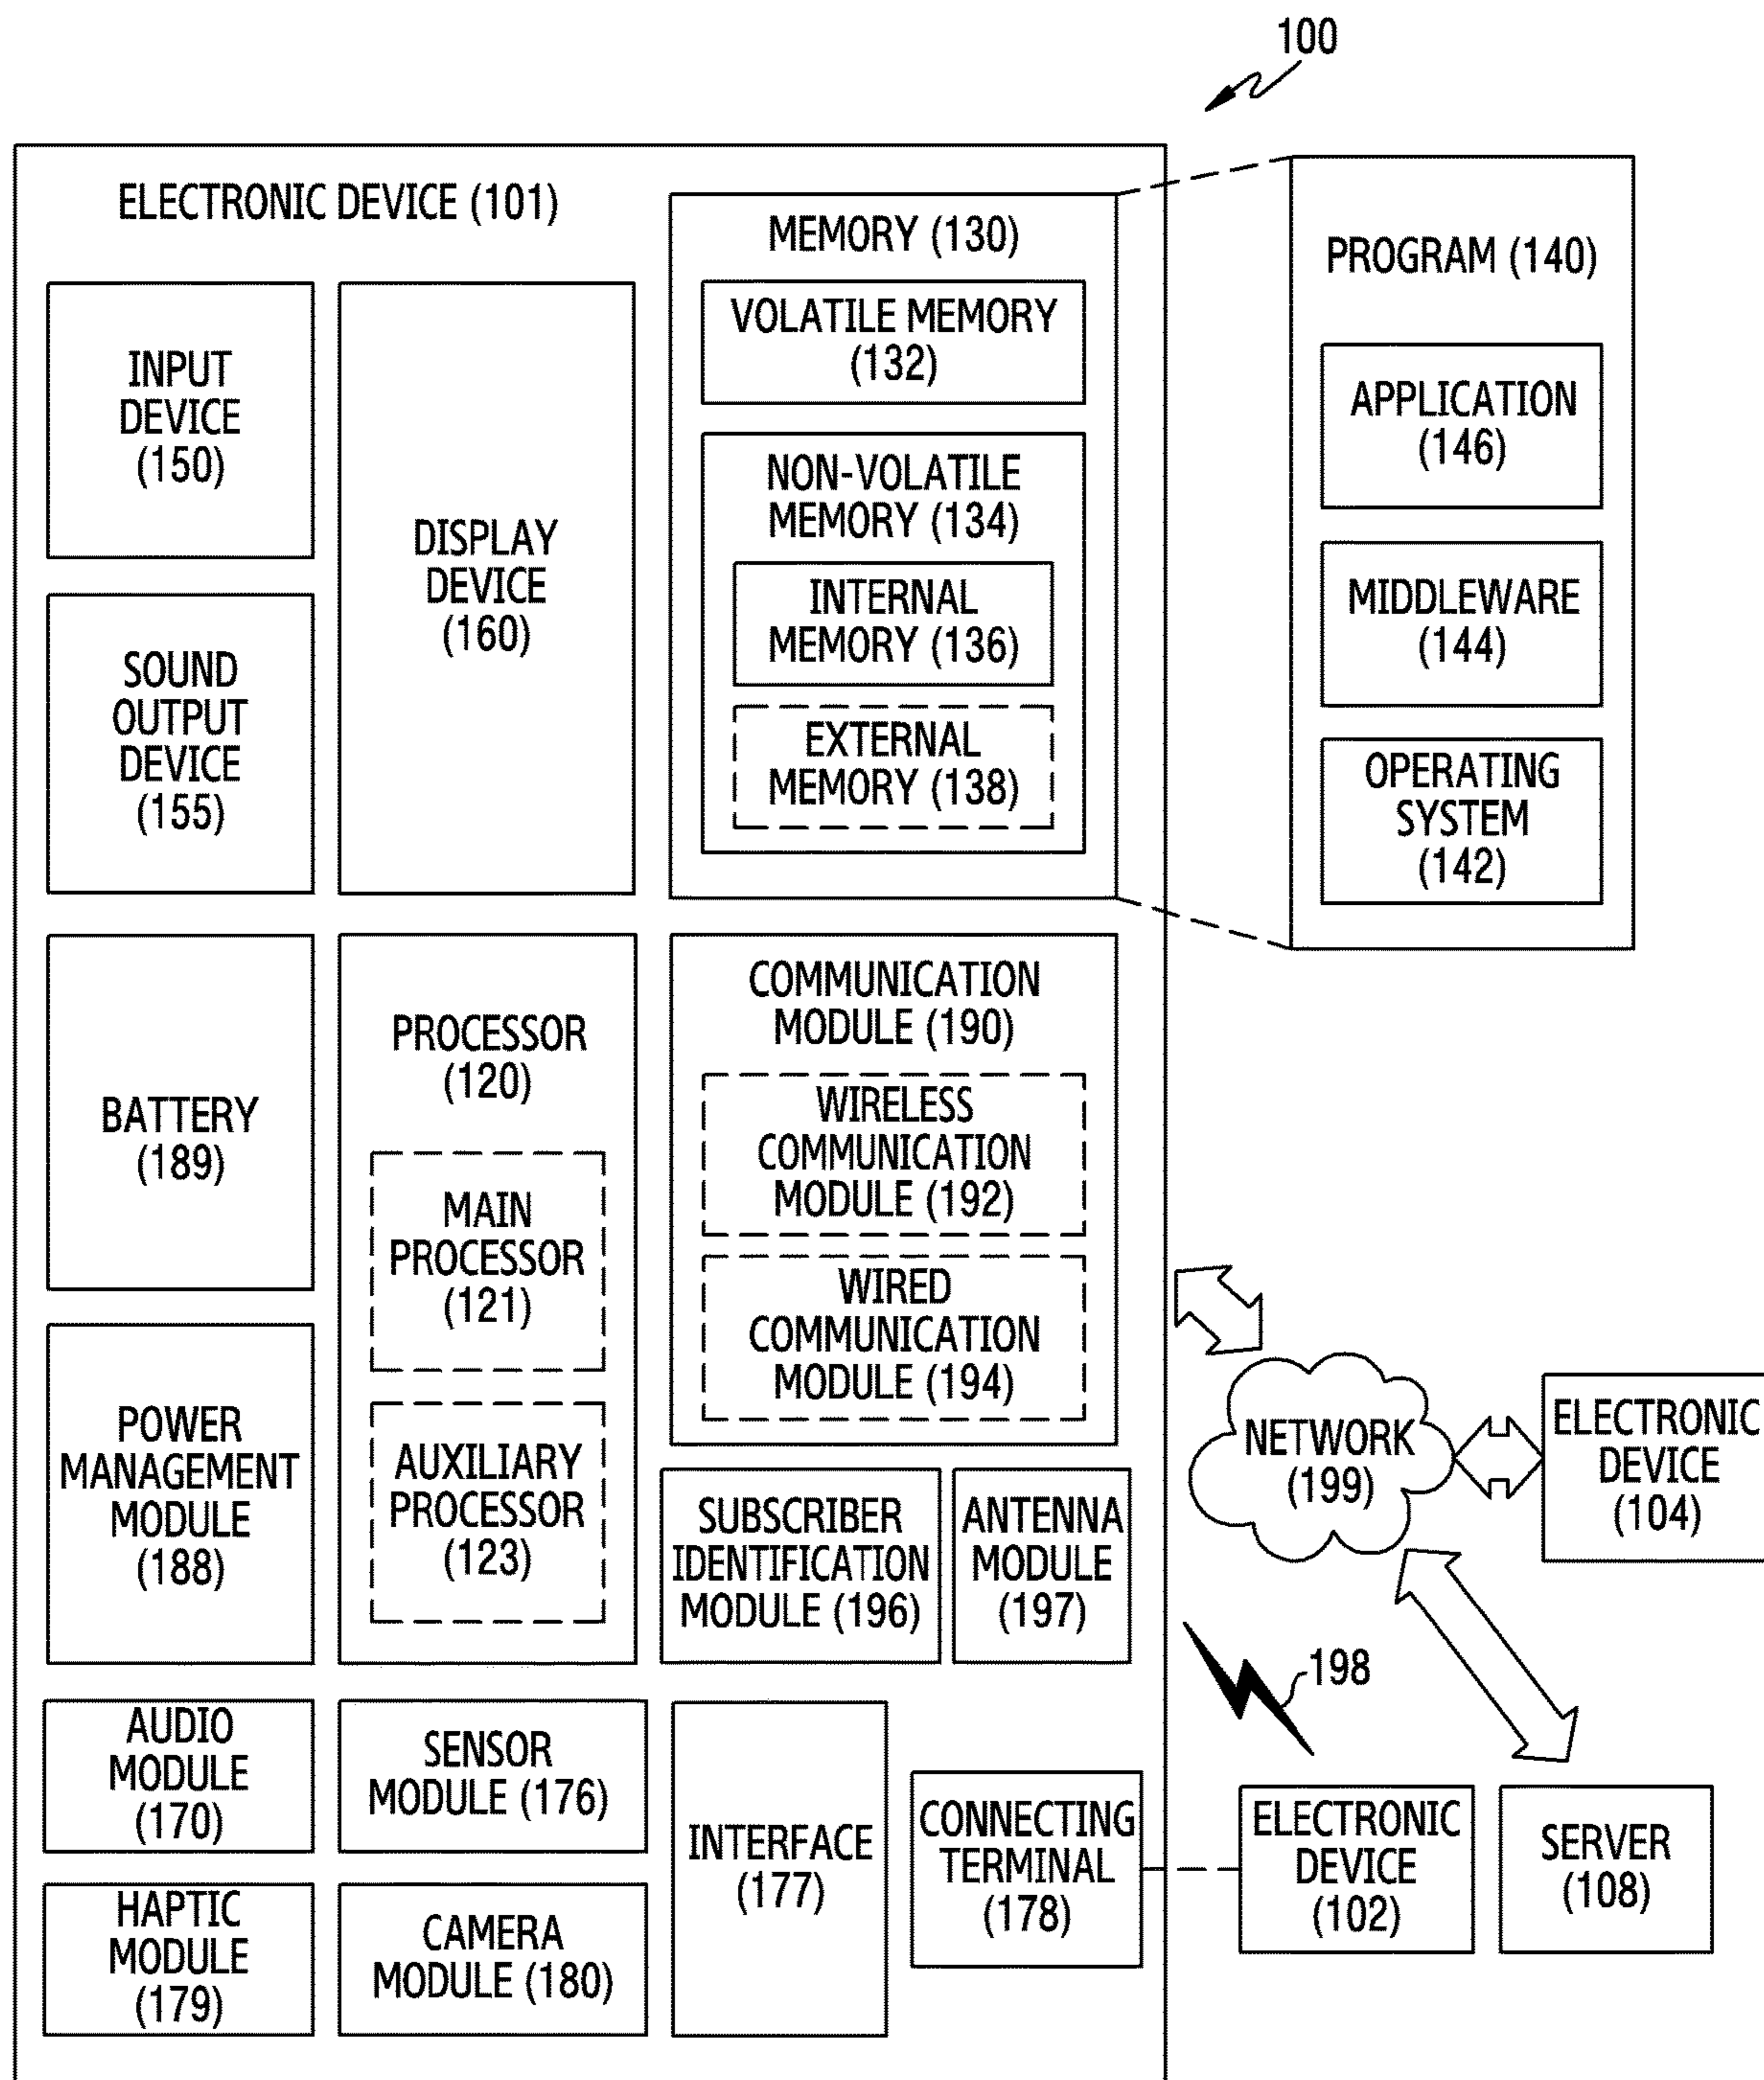 100
ELECTRONIC DEVICE (101)
INPUT
DEVICE
(150)
SOUND
OUTPUT
DEVICE
(155)
DISPLAY
DEVICE
(160)
MEMORY (130)
VOLATILE MEMORY
(132)
NON-VOLATILE
MEMORY (134)
INTERNAL
MEMORY (136)
EXTERNAL
MEMORY (138)
PROGRAM (140)
APPLICATION
(146)
MIDDLEWARE
(144)
OPERATING
SYSTEM
(142)
BATTERY
(189)
POWER
MANAGEMENT
MODULE
(188)
PROCESSOR
(120)
MAIN
PROCESSOR
(121)
AUXILIARY
PROCESSOR
(123)
COMMUNICATION
MODULE (190)
WIRELESS
COMMUNICATION
MODULE (192)
WIRED
COMMUNICATION
MODULE (194)
SUBSCRIBER
IDENTIFICATION
MODULE (196)
ANTENNA
MODULE
(197)
NETWORK
(199)
ELECTRONIC
DEVICE
(104)
198
AUDIO
MODULE
(170)
SENSOR
MODULE (176)
HAPTIC
MODULE
(179)
CAMERA
MODULE (180)
INTERFACE
(177)
CONNECTING
TERMINAL
(178)
ELECTRONIC
DEVICE
(102)
SERVER
(108)